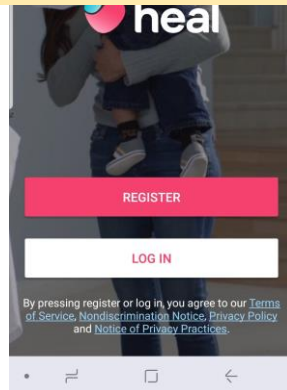 heal
REGISTER
LOG IN
By pressing register or log in, you agree to our Terms
of Service, Nondiscrimination Notice, Privacy Policy
and Notice of Privacy Practices.